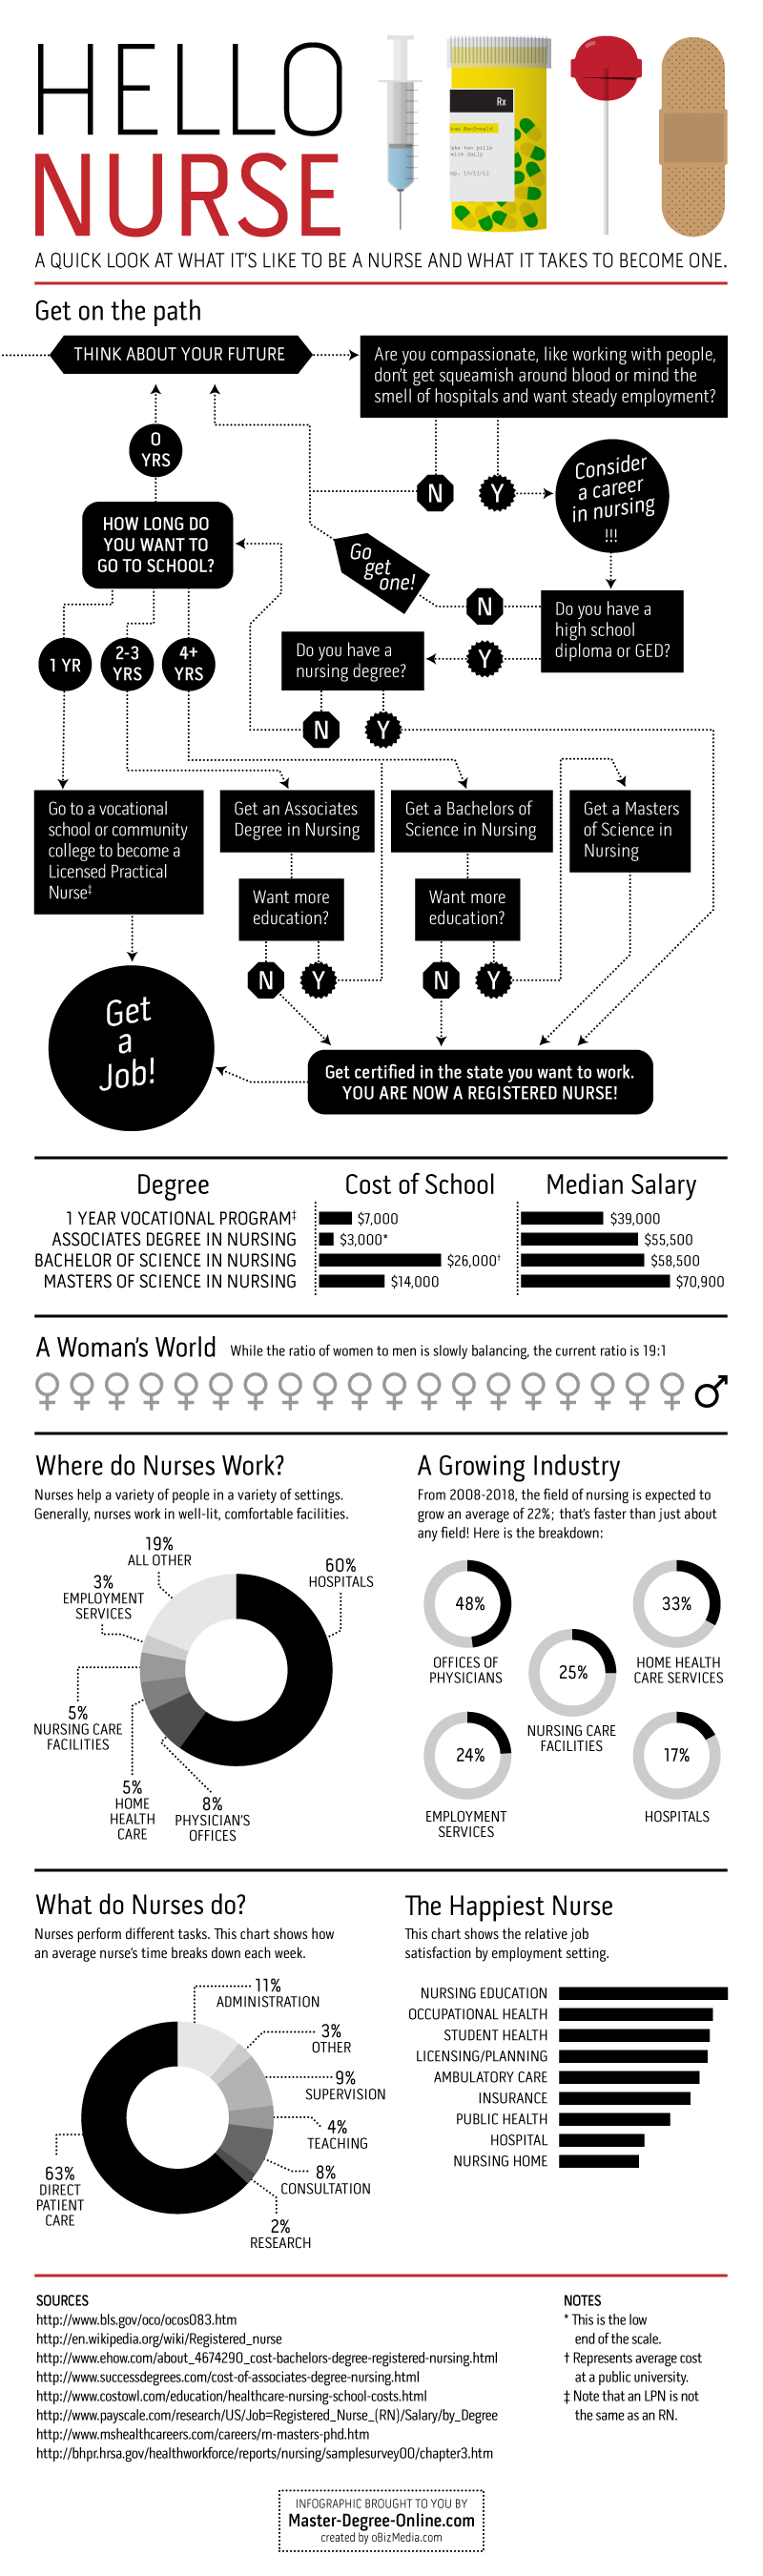 HELLO
NURSE
Rx
Ivan MacDonald
Take two pills
twice daily
exp. 10/11/12
A QUICK LOOK AT WHAT IT'S LIKE TO BE A NURSE AND WHAT IT TAKES TO BECOME ONE.
Get on the path
THINK ABOUT YOUR FUTURE
Are you compassionate, like working with people,
don't get squeamish around blood or mind the
smell of hospitals and want steady employment?
0
YRS
N
Y
Consider
a career
in nursing
!!!
HOW LONG DO
YOU WANT TO
GO TO SCHOOL?
Go
get
one!
N
Do you have a
high school
diploma or GED?
Y
Do you have a
nursing degree?
1 YR
2-3
YRS
4+
YRS
N
Y
Go to a vocational
school or community
college to become a
Licensed Practical
Nurse‡
Get an Associates
Degree in Nursing
Get a Bachelors of
Science in Nursing
Get a Masters
of Science in
Nursing
Want more
education?
Want more
education?
N
Y
N
Y
Get
a
Job!
Get certified in the state you want to work.
YOU ARE NOW A REGISTERED NURSE!
Degree
Cost of School
Median Salary
1 YEAR VOCATIONAL PROGRAM‡ $7,000 $39,000
ASSOCIATES DEGREE IN NURSING $3,000* $55,500
BACHELOR OF SCIENCE IN NURSING $26,000† $58,500
MASTERS OF SCIENCE IN NURSING $14,000 $70,900
A Woman's World While the ratio of women to men is slowly balancing, the current ratio is 19:1
Where do Nurses Work?
Nurses help a variety of people in a variety of settings.
Generally, nurses work in well-lit, comfortable facilities.
19%
ALL OTHER
60%
HOSPITALS
3%
EMPLOYMENT
SERVICES
5%
NURSING CARE
FACILITIES
5%
HOME
HEALTH
CARE
8%
PHYSICIAN'S
OFFICES
A Growing Industry
From 2008-2018, the field of nursing is expected to
grow an average of 22%; that's faster than just about
any field! Here is the breakdown:
48%
OFFICES OF
PHYSICIANS
33%
HOME HEALTH
CARE SERVICES
25%
NURSING CARE
FACILITIES
24%
EMPLOYMENT
SERVICES
17%
HOSPITALS
What do Nurses do?
Nurses perform different tasks. This chart shows how
an average nurse's time breaks down each week.
11%
ADMINISTRATION
3%
OTHER
9%
SUPERVISION
4%
TEACHING
8%
CONSULTATION
2%
RESEARCH
63%
DIRECT
PATIENT
CARE
The Happiest Nurse
This chart shows the relative job
satisfaction by employment setting.
NURSING EDUCATION
OCCUPATIONAL HEALTH
STUDENT HEALTH
LICENSING/PLANNING
AMBULATORY CARE
INSURANCE
PUBLIC HEALTH
HOSPITAL
NURSING HOME
SOURCES
http://www.bls.gov/oco/ocos083.htm
http://en.wikipedia.org/wiki/Registered_nurse
http://www.ehow.com/about_4674290_cost-bachelors-degree-registered-nursing.html
http://www.successdegrees.com/cost-of-associates-degree-nursing.html
http://www.costowl.com/education/healthcare-nursing-school-costs.html
http://www.payscale.com/research/US/Job=Registered_Nurse_(RN)/Salary/by_Degree
http://www.mshealthcareers.com/careers/rn-masters-phd.htm
http://bhpr.hrsa.gov/healthworkforce/reports/nursing/samplesurvey00/chapter3.htm
NOTES
* This is the low
end of the scale.
† Represents average cost
at a public university.
‡ Note that an LPN is not
the same as an RN.
INFOGRAPHIC BROUGHT TO YOU BY
Master-Degree-Online.com
created by oBizMedia.com